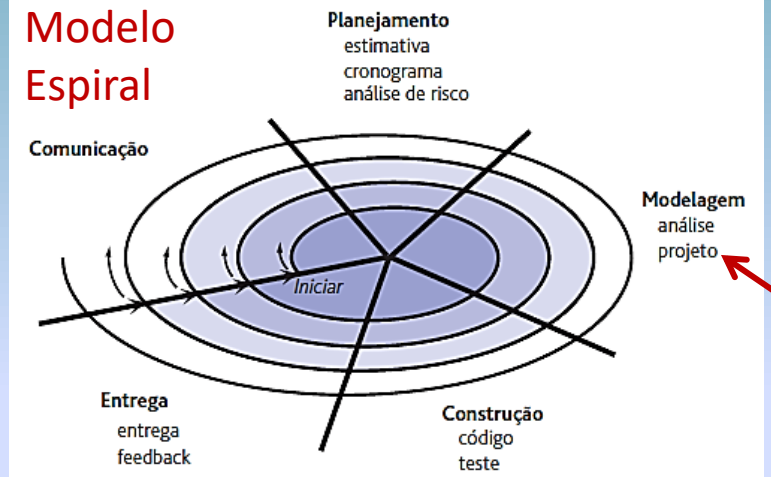 Modelo
Espiral
Planejamento
estimativa
cronograma
análise de risco
Comunicação
Modelagem
análise
projeto
Iniciar
Entrega
entrega
feedback
Construção
código
teste